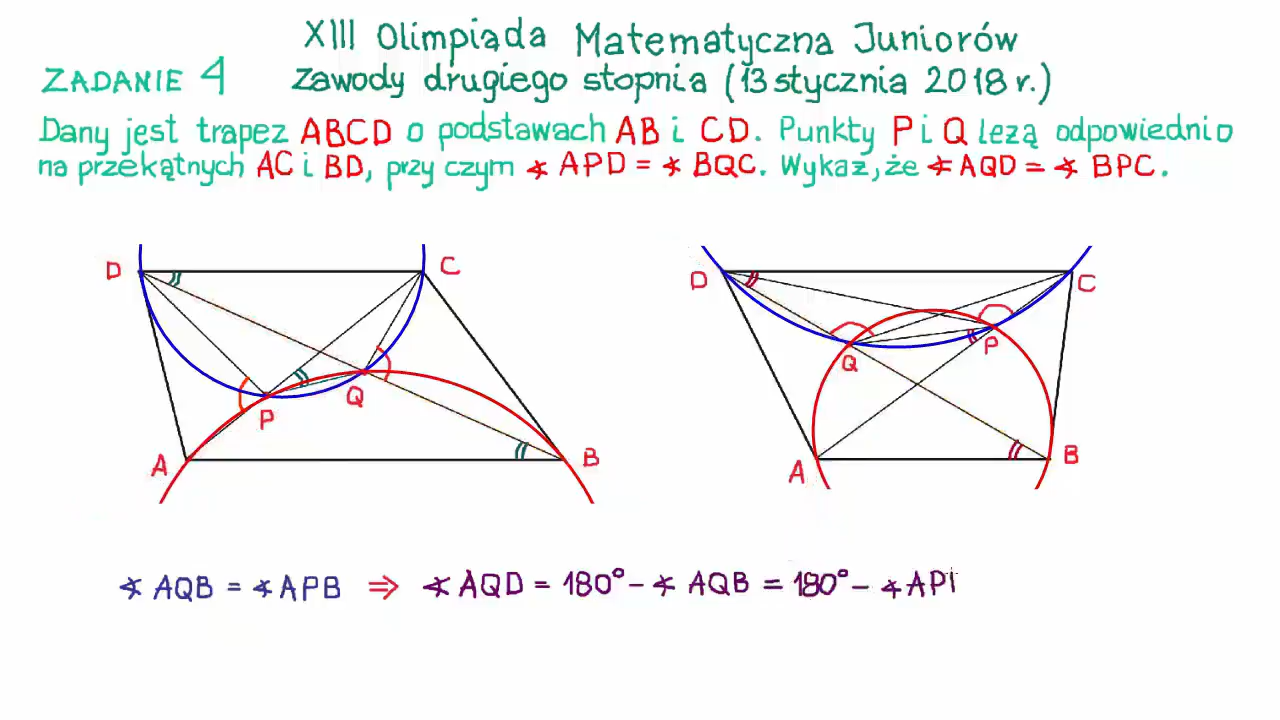 XIII Olimpiada Matematyczna Juniorów
ZADANIE 4 Zawody drugiego stopnia (13 stycznia 2018 r.)
Dany jest trapez ABCD o podstawach AB i CD. Punkty P i Q leżą odpowiednio
na przekątnych AC i BD, przy czym ∢ APD = ∢ BQC. Wykaż, że ∢ AQD = ∢ BPC.
D C D C
P Q Q P
A B A B
∢ AQB = ∢ APB ⇒ ∢ AQD = 180° - ∢ AQB = 180° - ∢ AP